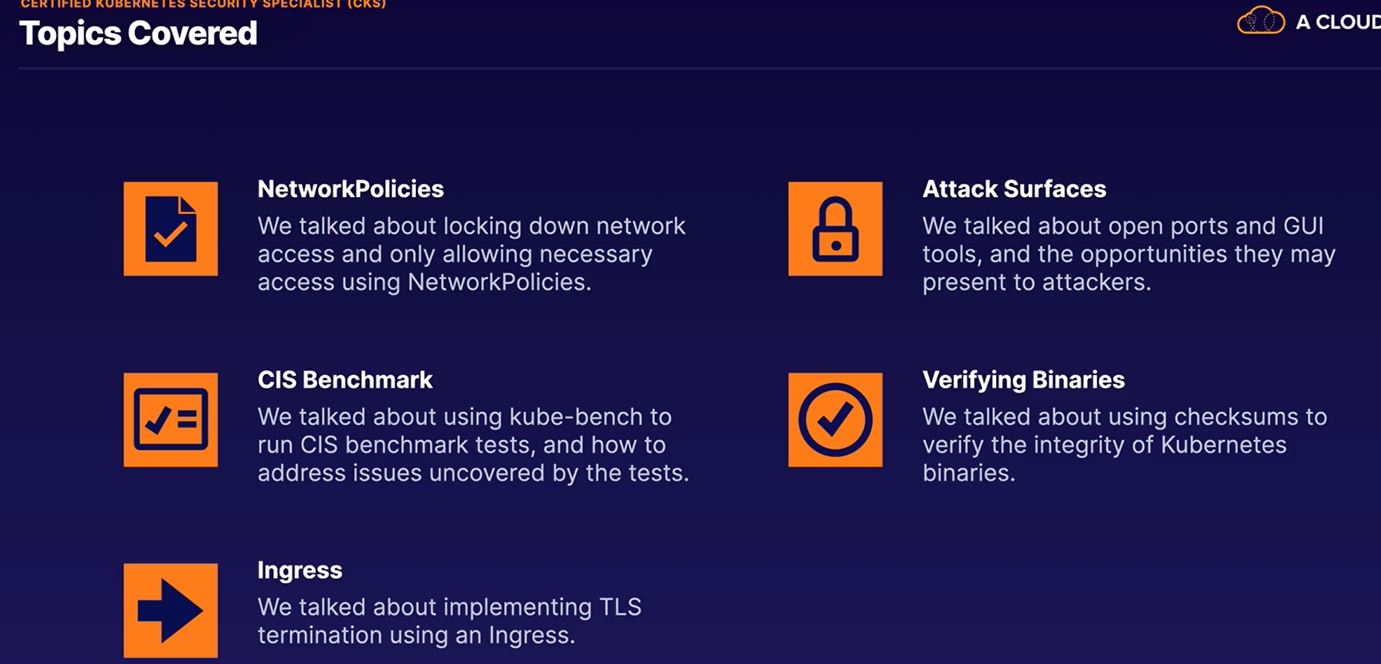 CERTIFIED KUBERNETES SECURITY SPECIALIST (CKS)
Topics Covered
A CLOUD
NetworkPolicies
We talked about locking down network
access and only allowing necessary
access using NetworkPolicies.
Attack Surfaces
We talked about open ports and GUI
tools, and the opportunities they may
present to attackers.
CIS Benchmark
We talked about using kube-bench to
run CIS benchmark tests, and how to
address issues uncovered by the tests.
Verifying Binaries
We talked about using checksums to
verify the integrity of Kubernetes
binaries.
Ingress
We talked about implementing TLS
termination using an Ingress.